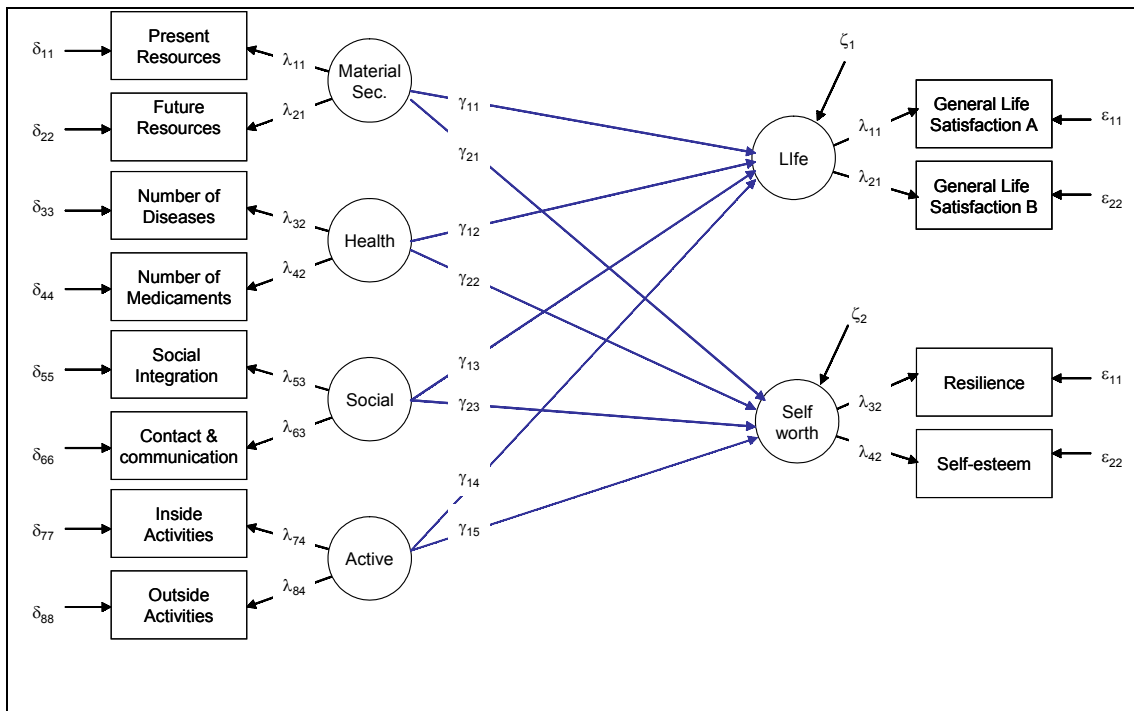 δ11
Present
Resources
λ11
Material
Sec.
λ21
δ22
Future
Resources
δ33
Number of
Diseases
λ32
Health
λ42
δ44
Number of
Medicaments
δ55
Social
Integration
λ53
Social
λ63
δ66
Contact &
communication
δ77
Inside
Activities
λ74
Active
λ84
δ88
Outside
Activities
γ11
γ21
γ12
γ22
γ13
γ23
γ14
γ15
ζ1
LIfe
λ11
λ21
General Life
Satisfaction A
ε11
General Life
Satisfaction B
ε22
ζ2
Self
worth
λ32
λ42
Resilience
ε11
Self-esteem
ε22